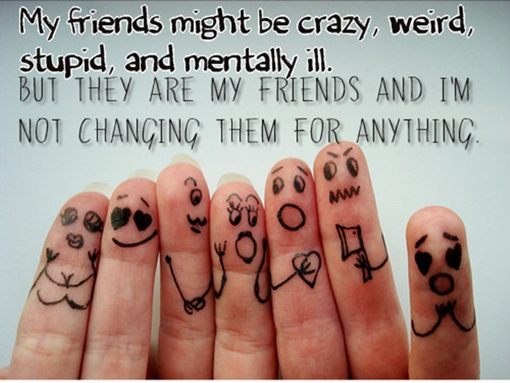 My friends might be crazy, weird,
stupid, and mentally ill.
BUT THEY ARE MY FRIENDS AND I'M
NOT CHANGING THEM FOR ANYTHING.